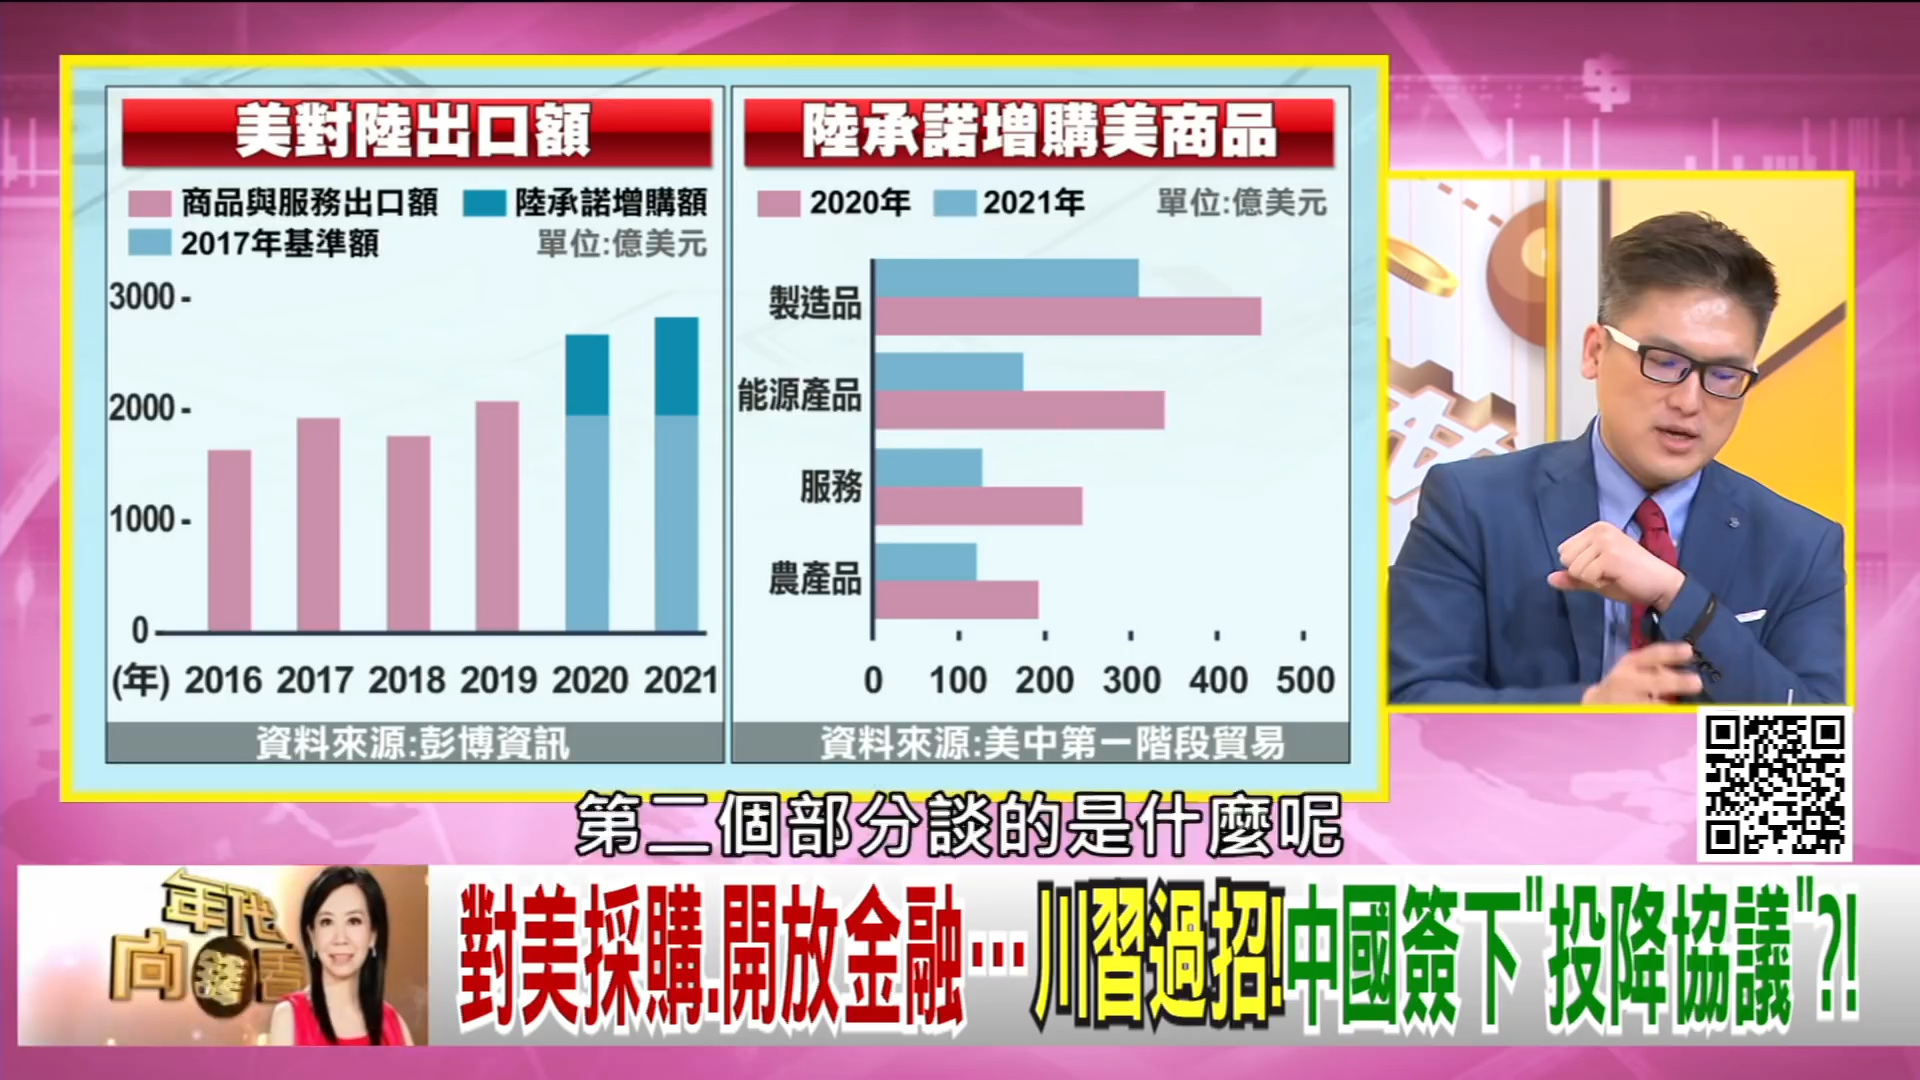 美對陸出口額
商品與服務出口額 陸承諾增購額
2017年基準額 單位:億美元
3000
2000
1000
0
(年) 2016 2017 2018 2019 2020 2021
資料來源:彭博資訊
陸承諾增購美商品
2020年 2021年 單位:億美元
製造品
能源產品
服務
農產品
0 100 200 300 400 500
資料來源:美中第一階段貿易
第二個部分談的是什麼呢
年代
向錢看
對美採購.開放金融…川習過招!中國簽下"投降協議"?!